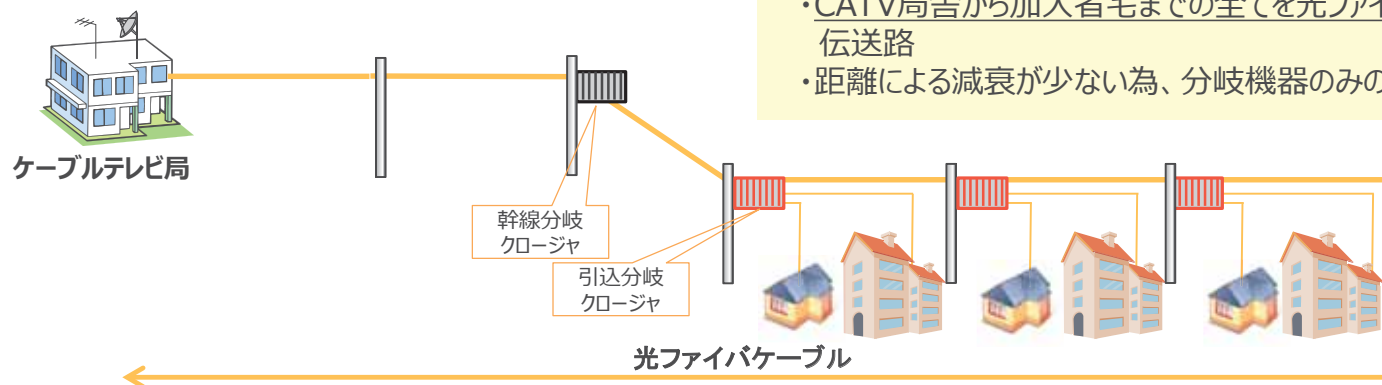 ・CATV局舎から加入者宅までの全てを光ファイ
伝送路
・距離による減衰が少ない為、分岐機器のみの
ケーブルテレビ局
幹線分岐
クロージャ
引込分岐
クロージャ
光ファイバケーブル